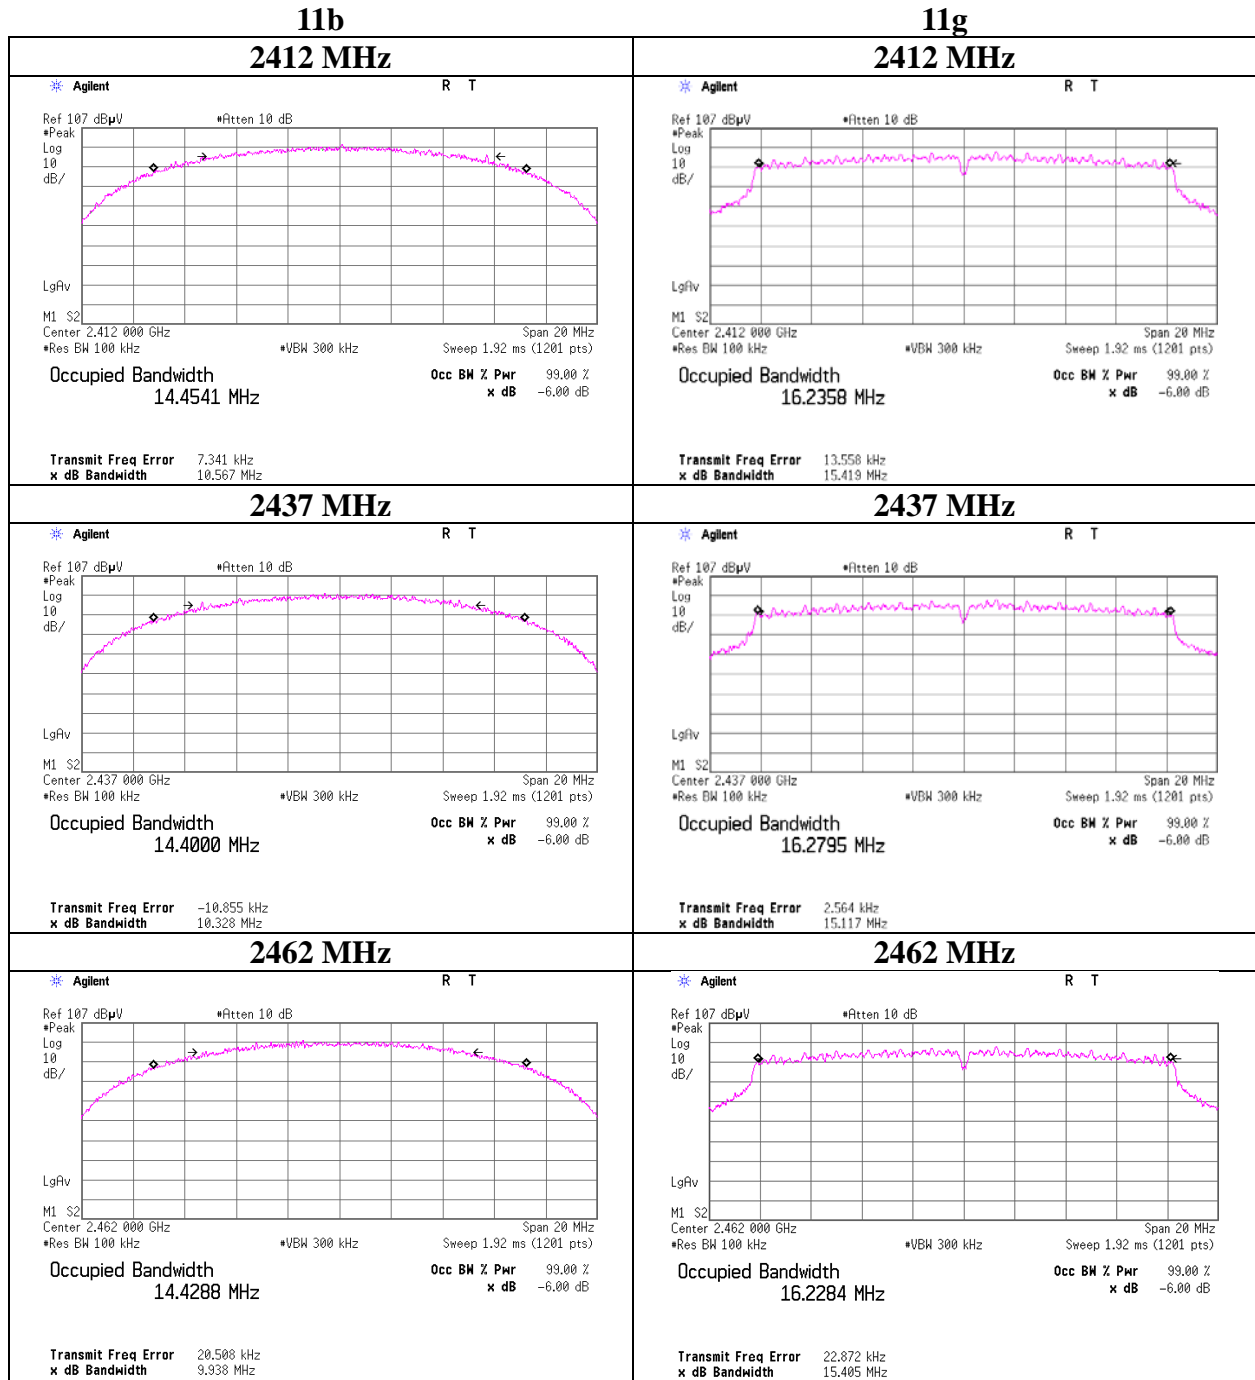 11b 11g
2412 MHz 2412 MHz
Agilent R T
Ref 107 dBµV #Atten 10 dB
#Peak
Log
10
dB/
LgAv
M1 S2
Center 2.412 000 GHz Span 20 MHz
#Res BW 100 kHz #VBW 300 kHz Sweep 1.92 ms (1201 pts)
Occupied Bandwidth Occ BW % Pwr 99.00 %
14.4541 MHz x dB -6.00 dB
Transmit Freq Error 7.341 kHz
x dB Bandwidth 10.567 MHz
Agilent R T
Ref 107 dBµV #Atten 10 dB
#Peak
Log
10
dB/
LgAv
M1 S2
Center 2.412 000 GHz Span 20 MHz
#Res BW 100 kHz #VBW 300 kHz Sweep 1.92 ms (1201 pts)
Occupied Bandwidth Occ BW % Pwr 99.00 %
16.2358 MHz x dB -6.00 dB
Transmit Freq Error 13.558 kHz
x dB Bandwidth 15.419 MHz
2437 MHz 2437 MHz
Agilent R T
Ref 107 dBµV #Atten 10 dB
#Peak
Log
10
dB/
LgAv
M1 S2
Center 2.437 000 GHz Span 20 MHz
#Res BW 100 kHz #VBW 300 kHz Sweep 1.92 ms (1201 pts)
Occupied Bandwidth Occ BW % Pwr 99.00 %
14.4000 MHz x dB -6.00 dB
Transmit Freq Error -10.855 kHz
x dB Bandwidth 10.328 MHz
Agilent R T
Ref 107 dBµV #Atten 10 dB
#Peak
Log
10
dB/
LgAv
M1 S2
Center 2.437 000 GHz Span 20 MHz
#Res BW 100 kHz #VBW 300 kHz Sweep 1.92 ms (1201 pts)
Occupied Bandwidth Occ BW % Pwr 99.00 %
16.2795 MHz x dB -6.00 dB
Transmit Freq Error 2.564 kHz
x dB Bandwidth 15.117 MHz
2462 MHz 2462 MHz
Agilent R T
Ref 107 dBµV #Atten 10 dB
#Peak
Log
10
dB/
LgAv
M1 S2
Center 2.462 000 GHz Span 20 MHz
#Res BW 100 kHz #VBW 300 kHz Sweep 1.92 ms (1201 pts)
Occupied Bandwidth Occ BW % Pwr 99.00 %
14.4288 MHz x dB -6.00 dB
Transmit Freq Error 20.508 kHz
x dB Bandwidth 9.938 MHz
Agilent R T
Ref 107 dBµV #Atten 10 dB
#Peak
Log
10
dB/
LgAv
M1 S2
Center 2.462 000 GHz Span 20 MHz
#Res BW 100 kHz #VBW 300 kHz Sweep 1.92 ms (1201 pts)
Occupied Bandwidth Occ BW % Pwr 99.00 %
16.2284 MHz x dB -6.00 dB
Transmit Freq Error 22.872 kHz
x dB Bandwidth 15.405 MHz